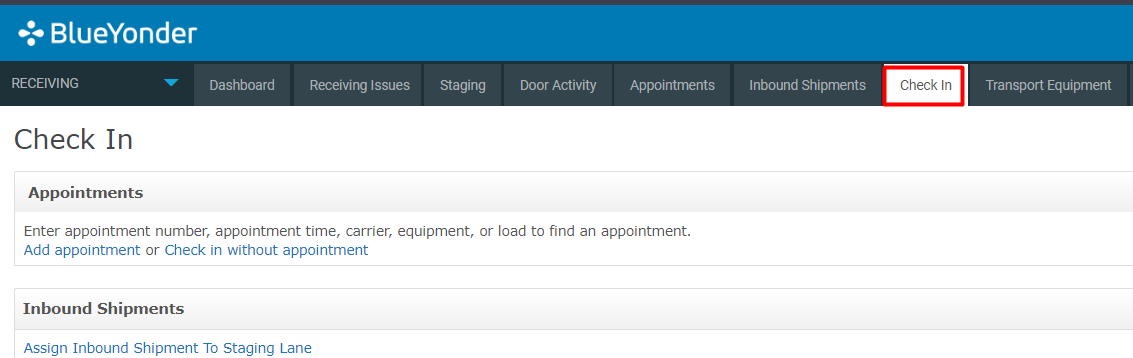 BlueYonder
RECEIVING Dashboard Receiving Issues Staging Door Activity Appointments Inbound Shipments Check In Transport Equipment
Check In
Appointments
Enter appointment number, appointment time, carrier, equipment, or load to find an appointment.
Add appointment or Check in without appointment
Inbound Shipments
Assign Inbound Shipment To Staging Lane